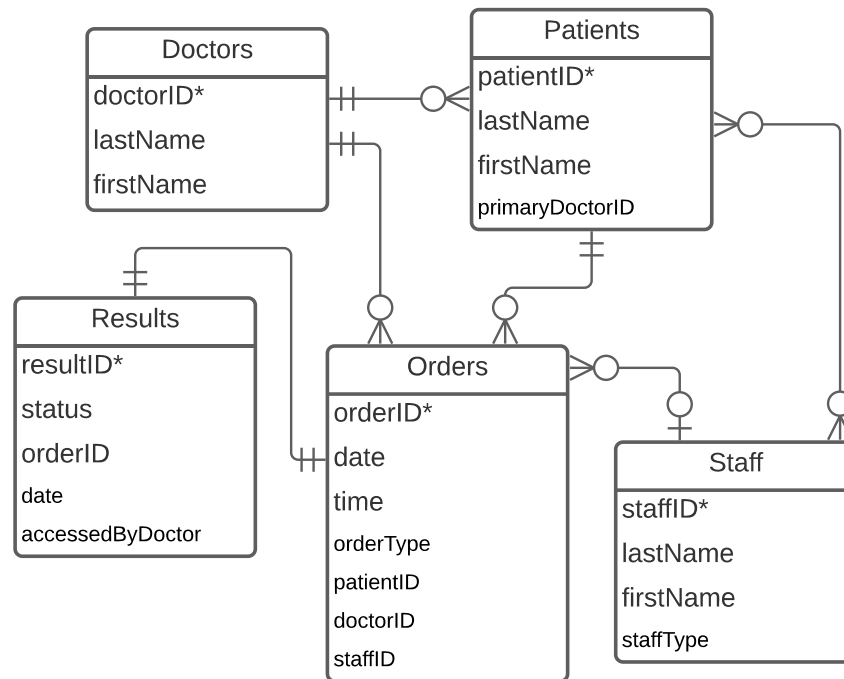 Doctors
doctorID*
lastName
firstName
Patients
patientID*
lastName
firstName
primaryDoctorID
Results
resultID*
status
orderID
date
accessedByDoctor
Orders
orderID*
date
time
orderType
patientID
doctorID
staffID
Staff
staffID*
lastName
firstName
staffType